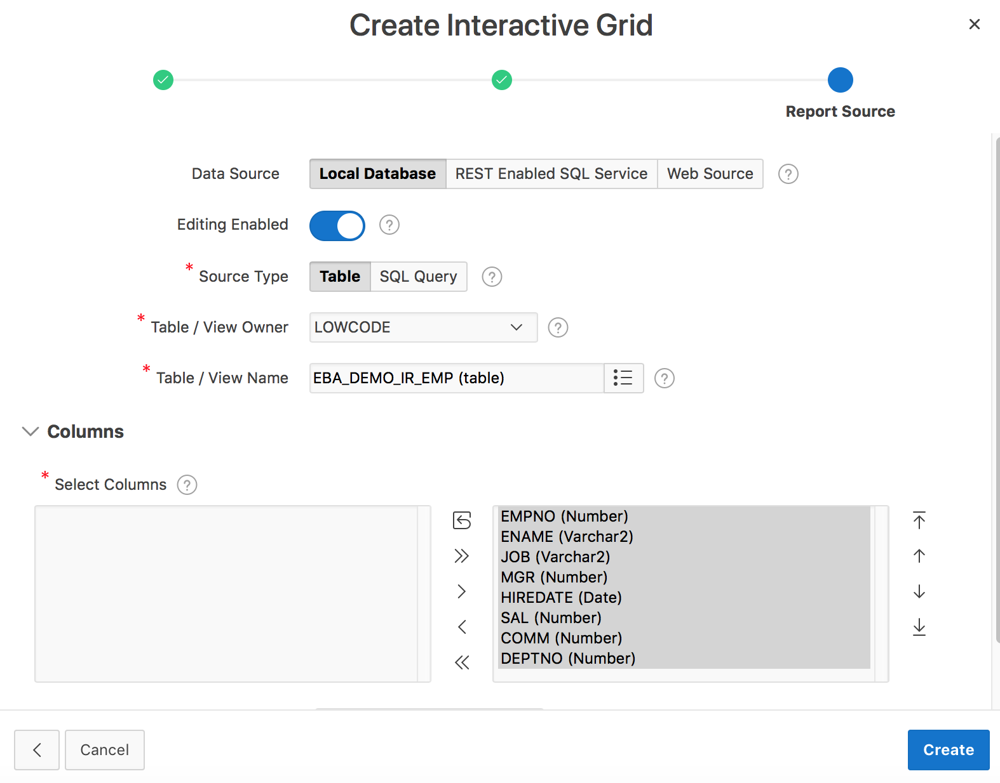 Create Interactive Grid
Report Source
Data Source Local Database REST Enabled SQL Service Web Source ?
Editing Enabled ?
* Source Type Table SQL Query ?
* Table / View Owner LOWCODE ?
* Table / View Name EBA_DEMO_IR_EMP (table) ?
Columns
* Select Columns ?
EMPNO (Number)
ENAME (Varchar2)
JOB (Varchar2)
MGR (Number)
HIREDATE (Date)
SAL (Number)
COMM (Number)
DEPTNO (Number)
Cancel Create